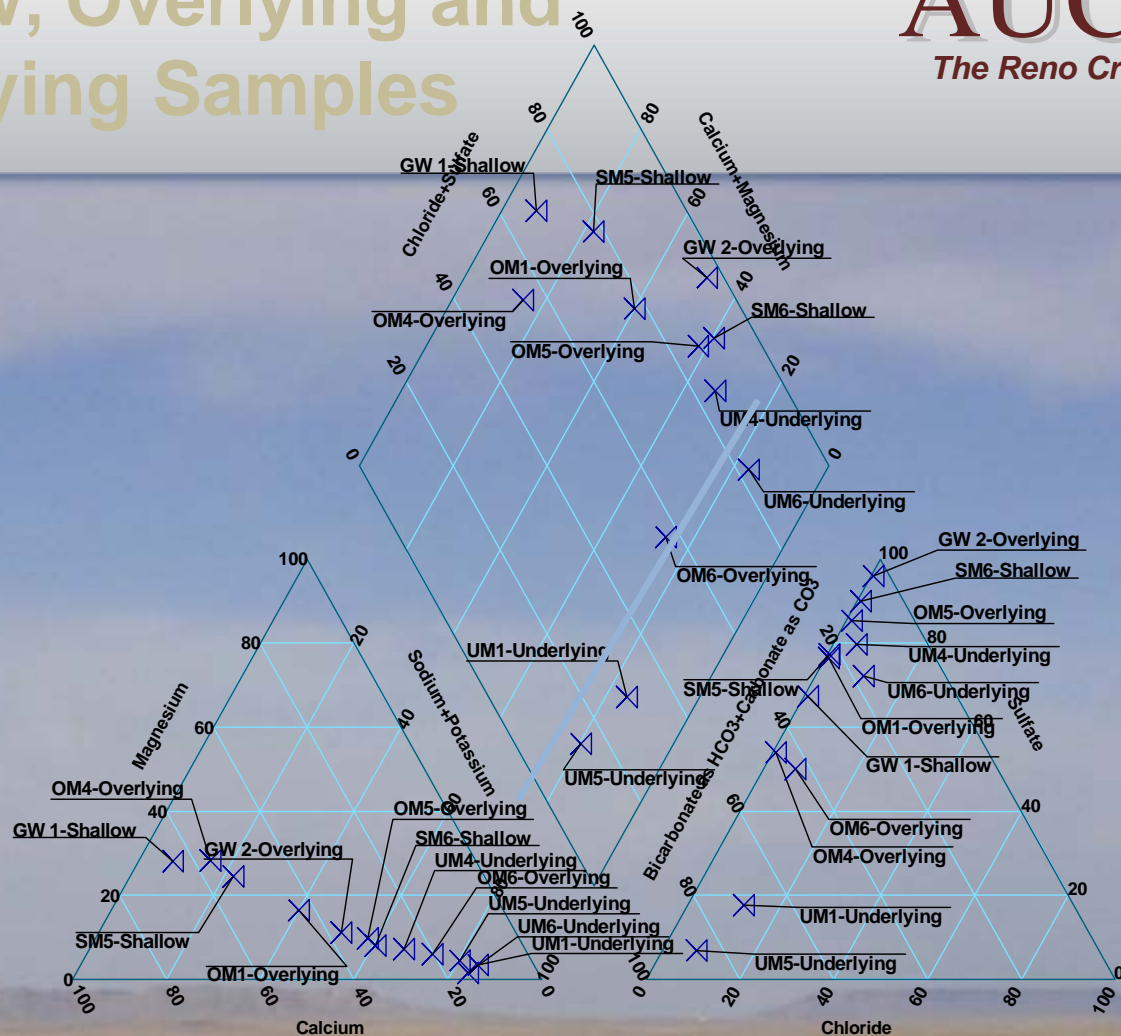 Overlying and
ying Samples
AUC
The Reno Cr
100
80
80
Chloride+Sulfate
Calcium+Magnesium
GW 1-Shallow
SM5-Shallow
60
60
GW 2-Overlying
OM1-Overlying
40
40
SM6-Shallow
OM4-Overlying
OM5-Overlying
20
20
UM4-Underlying
0
0
UM6-Underlying
OM6-Overlying
UM1-Underlying
UM5-Underlying
Sodium+Potassium
Bicarbonate as HCO3+Carbonate as CO3
100
80
20
Magnesium
60
40
OM4-Overlying
40
60
OM5-Overlying
GW 1-Shallow
SM6-Shallow
GW 2-Overlying
UM4-Underlying
OM6-Overlying
20
80
UM5-Underlying
SM5-Shallow
UM6-Underlying
UM1-Underlying
OM1-Overlying
0
100
100
80
60
40
20
0
Calcium
100
GW 2-Overlying
SM6-Shallow
OM5-Overlying
20
80
UM4-Underlying
SM5-Shallow
UM6-Underlying
Sulfate
40
60
OM1-Overlying
GW 1-Shallow
60
40
OM6-Overlying
OM4-Overlying
80
20
UM1-Underlying
UM5-Underlying
100
0
0
20
40
60
80
100
Chloride